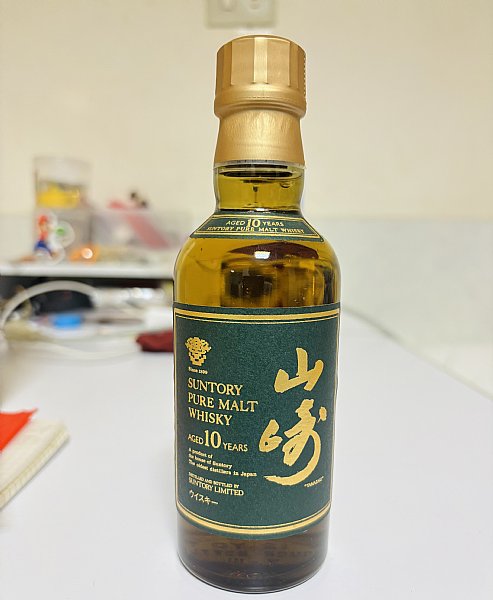 AGED 10 YEARS
SUNTORY PURE MALT WHISKY
Since 1899
SUNTORY
PURE MALT
WHISKY
AGED 10 YEARS
A product of
the house of Suntory
The oldest distillers in Japan
DISTILLED AND BOTTLED BY
SUNTORY LIMITED
ウイスキー
山崎
"YAMAZAKI"